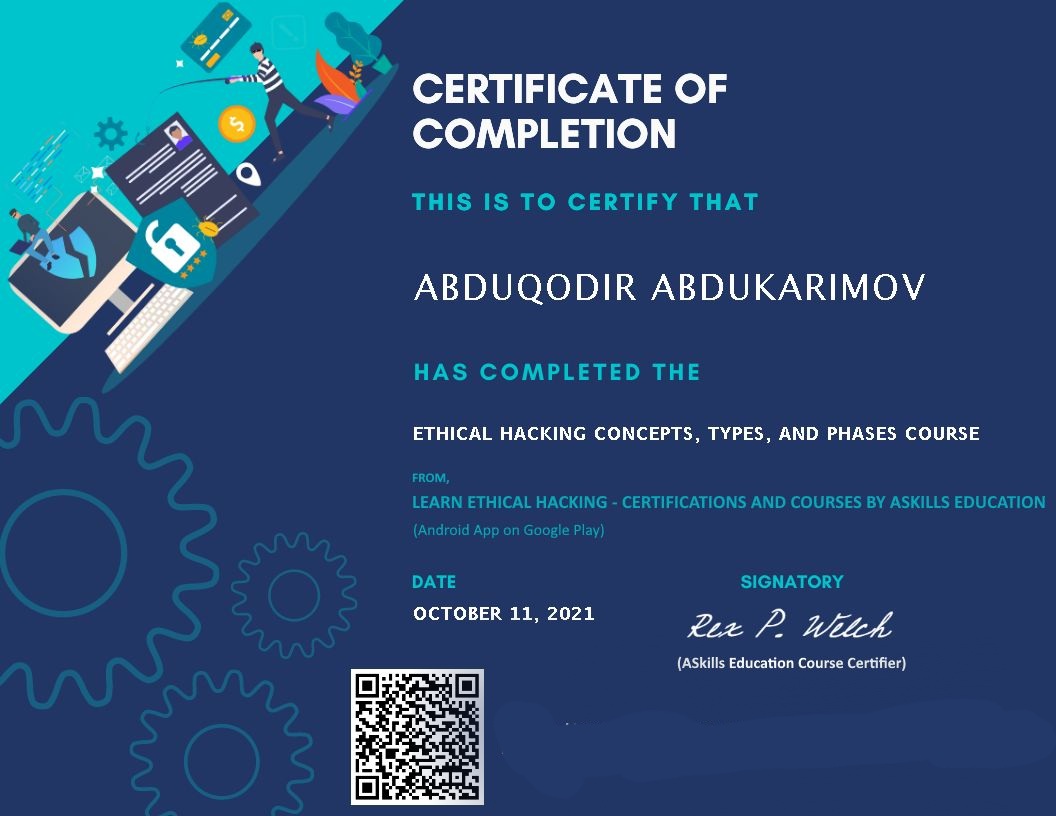 CERTIFICATE OF
COMPLETION
THIS IS TO CERTIFY THAT
ABDUQODIR ABDUKARIMOV
HAS COMPLETED THE
ETHICAL HACKING CONCEPTS, TYPES, AND PHASES COURSE
FROM,
LEARN ETHICAL HACKING - CERTIFICATIONS AND COURSES BY ASKILLS EDUCATION
(Android App on Google Play)
DATE
SIGNATORY
OCTOBER 11, 2021
Rex P. Welch
(ASkills Education Course Certifier)